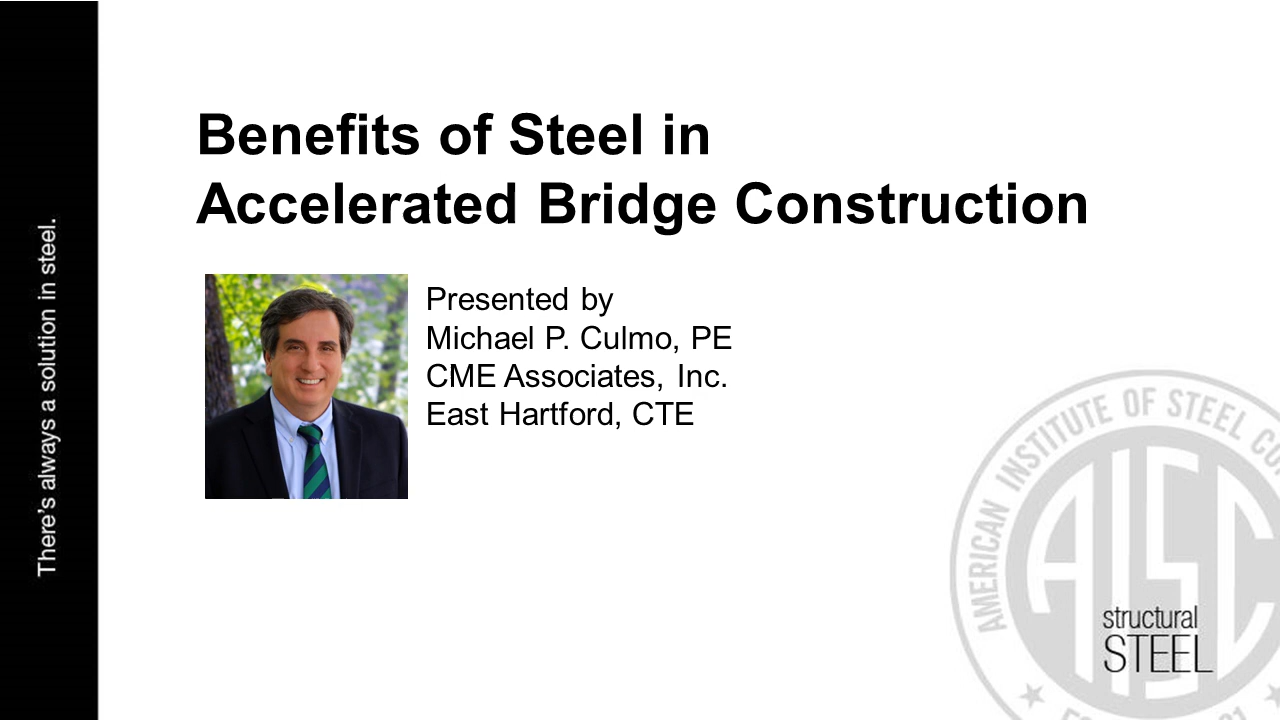 Benefits of Steel in
Accelerated Bridge Construction
Presented by
Michael P. Culmo, PE
CME Associates, Inc.
East Hartford, CTE
There's always a solution in steel.
AMERICAN INSTITUTE OF STEEL
AISC
structural
STEEL